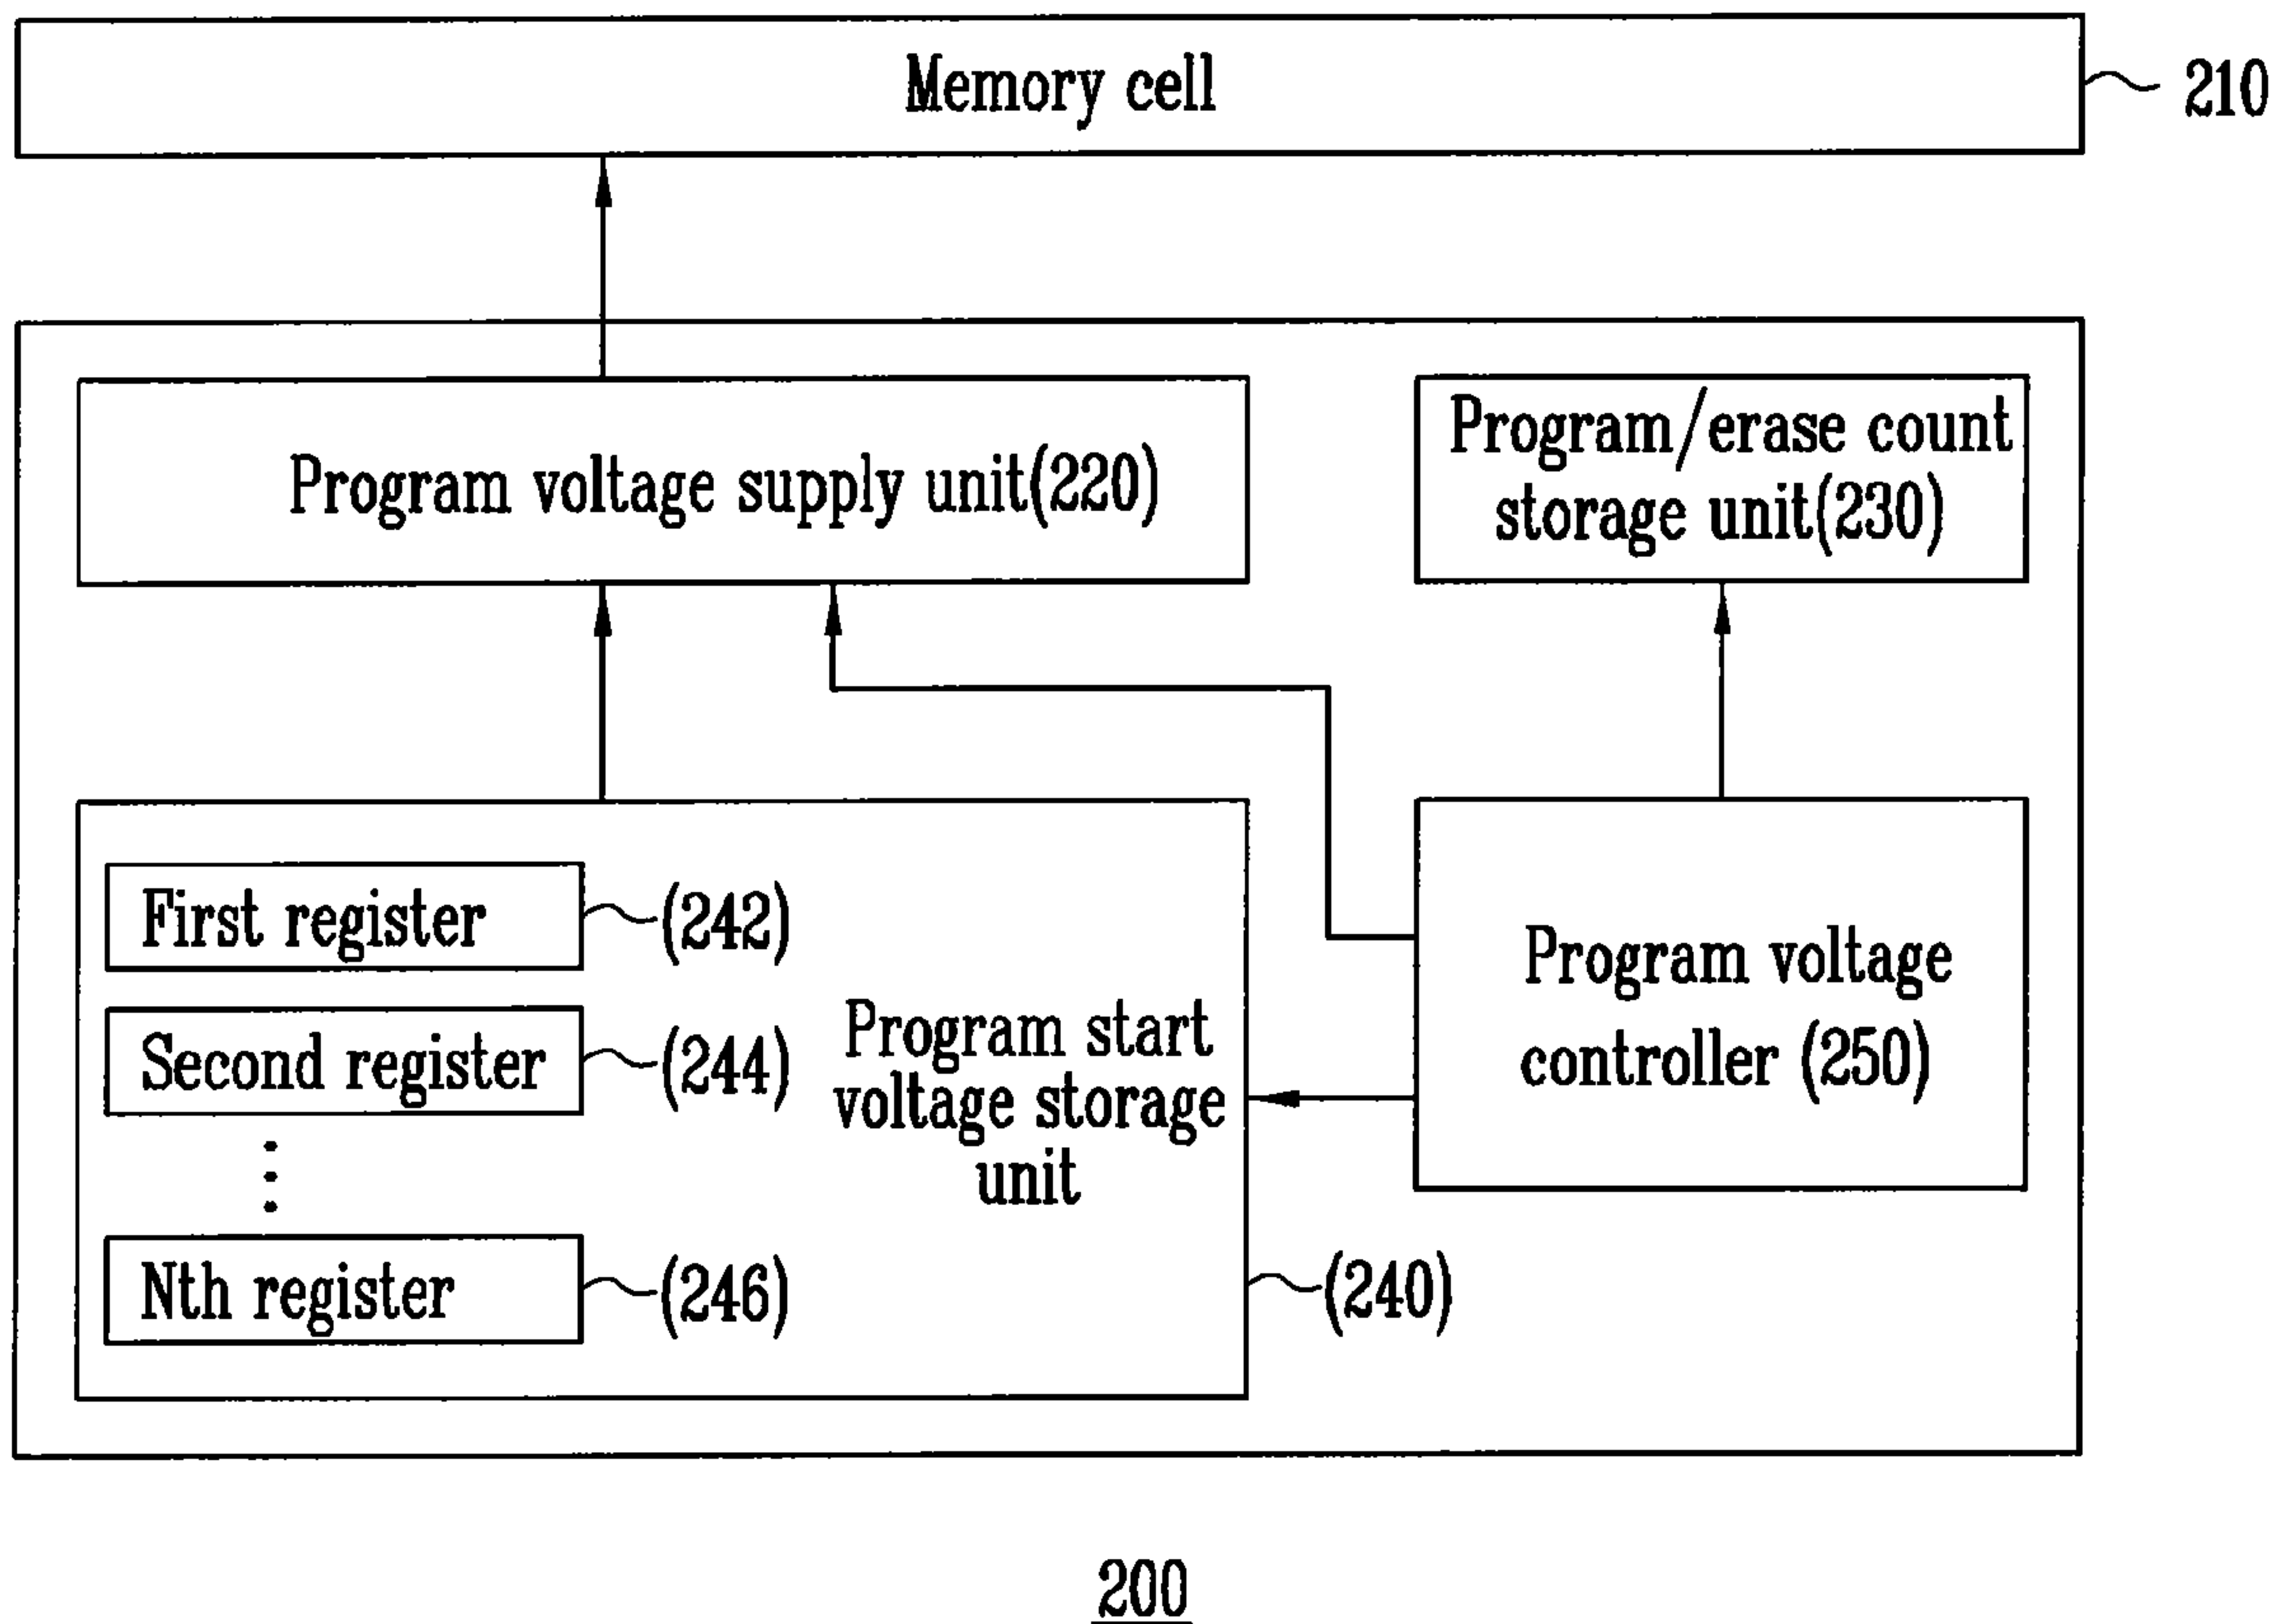 Memory cell
210
Program voltage supply unit(220)
Program/erase count
storage unit(230)
First register
(242)
Second register
(244)
Nth register
(246)
Program start
voltage storage
unit
(240)
Program voltage
controller (250)
200